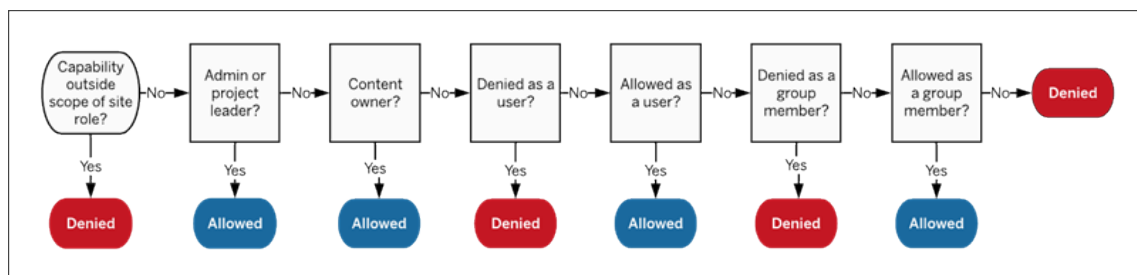 Capability
outside
scope of site
role?
No
Admin or
project
leader?
No
Content
owner?
No
Denied as a
user?
No
Allowed as
a user?
No
Denied as a
group
member?
No
Allowed as
a group
member?
No
Denied
Yes
Yes
Yes
Yes
Yes
Yes
Yes
Denied
Allowed
Allowed
Denied
Allowed
Denied
Allowed